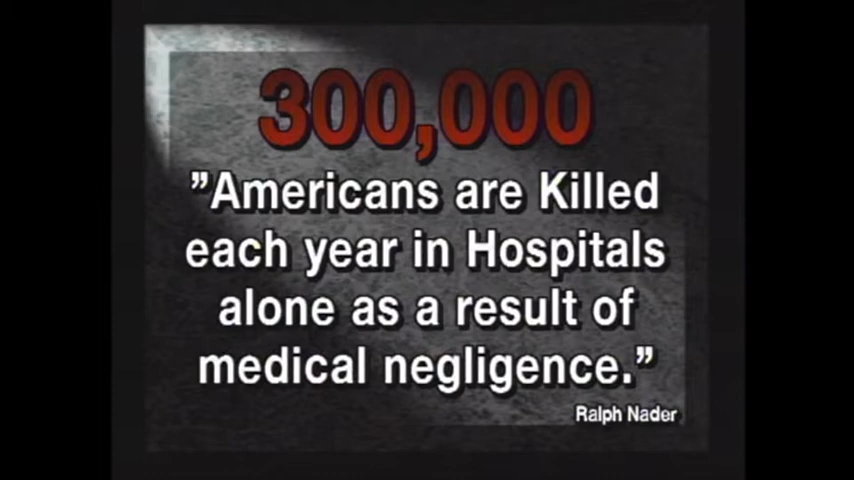 300,000
”Americans are Killed
each year in Hospitals
alone as a result of
medical negligence.”
Ralph Nader